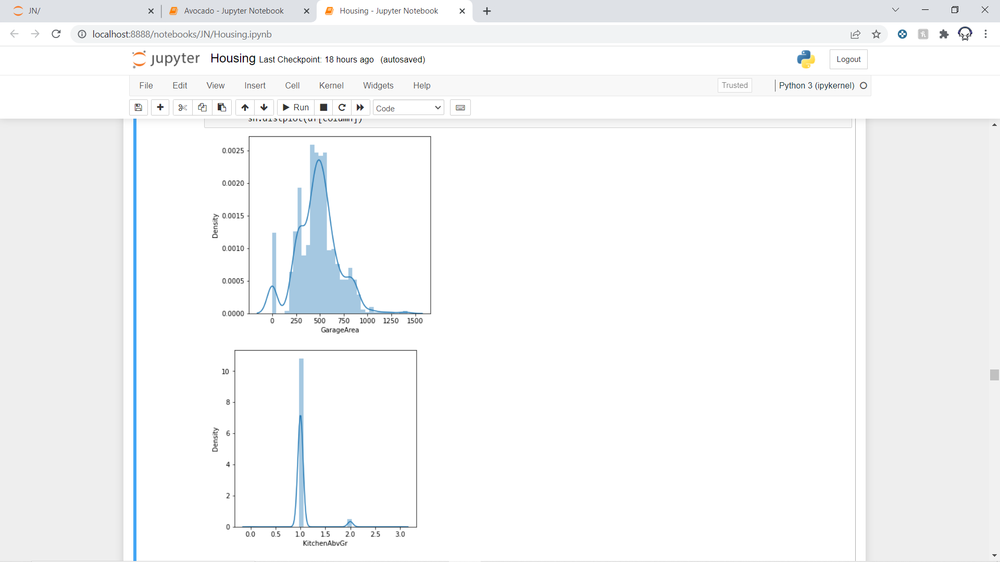 JN/
Avocado - Jupyter Notebook
Housing - Jupyter Notebook
localhost:8888/notebooks/JN/Housing.ipynb
jupyter Housing Last Checkpoint: 18 hours ago (autosaved)
Logout
File Edit View Insert Cell Kernel Widgets Help
Trusted
Python 3 (ipykernel)
Run
Code
sn.distplot(df[column])
0.0025
0.0020
0.0015
0.0010
0.0005
0.0000
Density
0 250 500 750 1000 1250 1500
GarageArea
10
8
6
4
2
0
Density
0.0 0.5 1.0 1.5 2.0 2.5 3.0
KitchenAbvGr